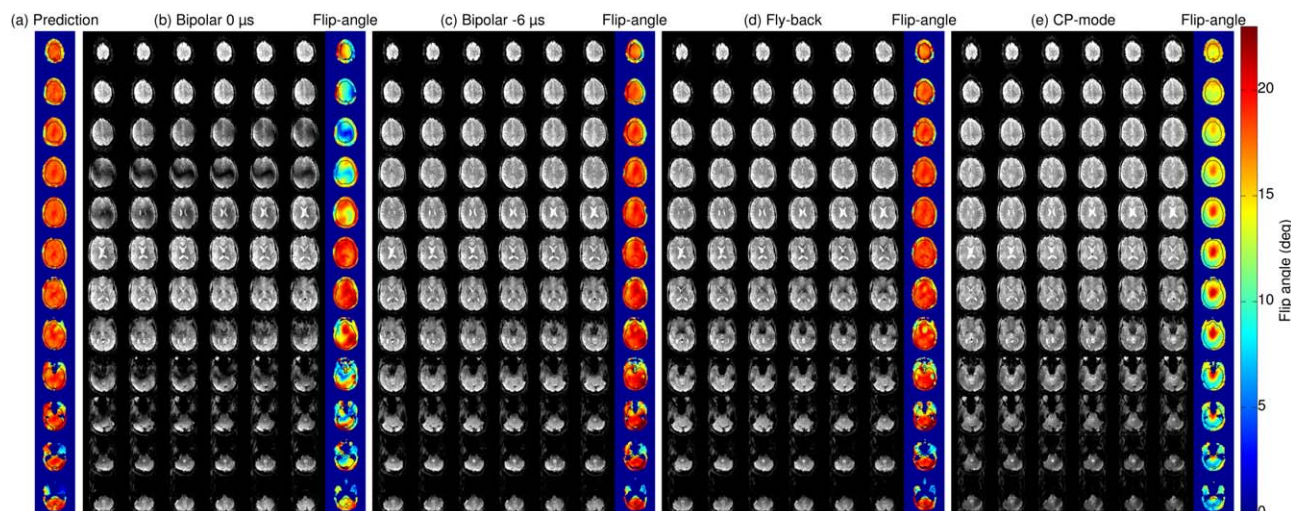 (a) Prediction (b) Bipolar 0 µs Flip-angle (c) Bipolar -6 µs Flip-angle (d) Fly-back Flip-angle (e) CP-mode Flip-angle
20
15
10
5
0
Flip angle (deg)